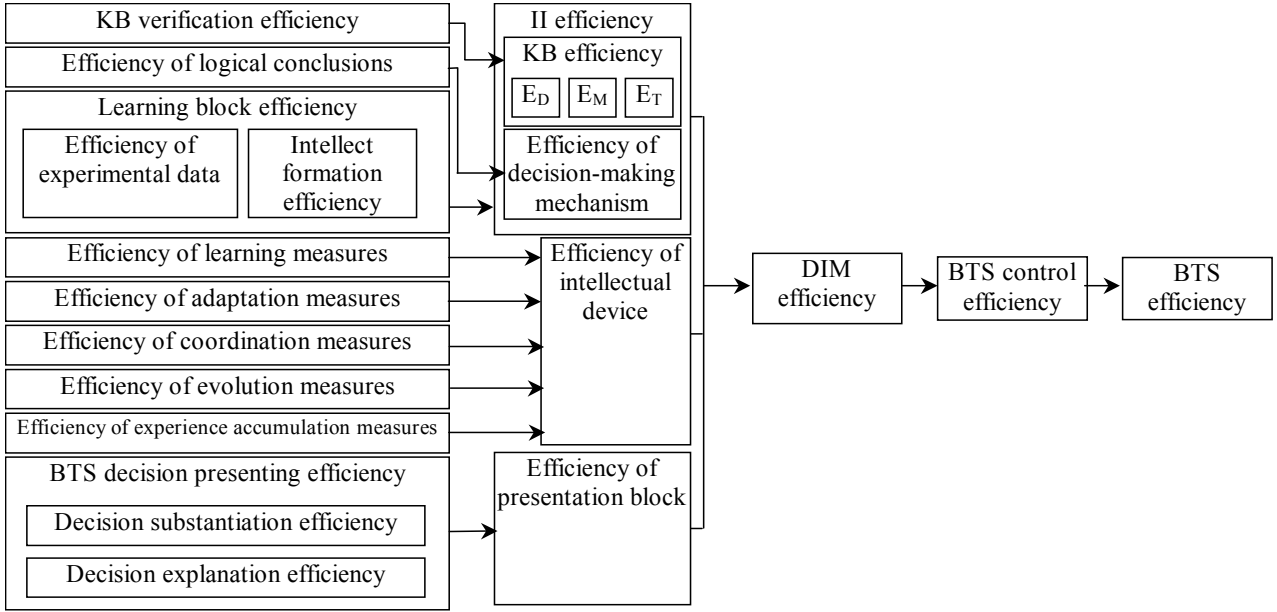 KB verification efficiency
Efficiency of logical conclusions
Learning block efficiency
Efficiency of
experimental data
Intellect
formation
efficiency
Efficiency of learning measures
Efficiency of adaptation measures
Efficiency of coordination measures
Efficiency of evolution measures
Efficiency of experience accumulation measures
BTS decision presenting efficiency
Decision substantiation efficiency
Decision explanation efficiency
II efficiency
KB efficiency
E_D E_M E_T
Efficiency of
decision-making
mechanism
Efficiency of
intellectual
device
Efficiency of
presentation block
DIM
efficiency
BTS control
efficiency
BTS
efficiency